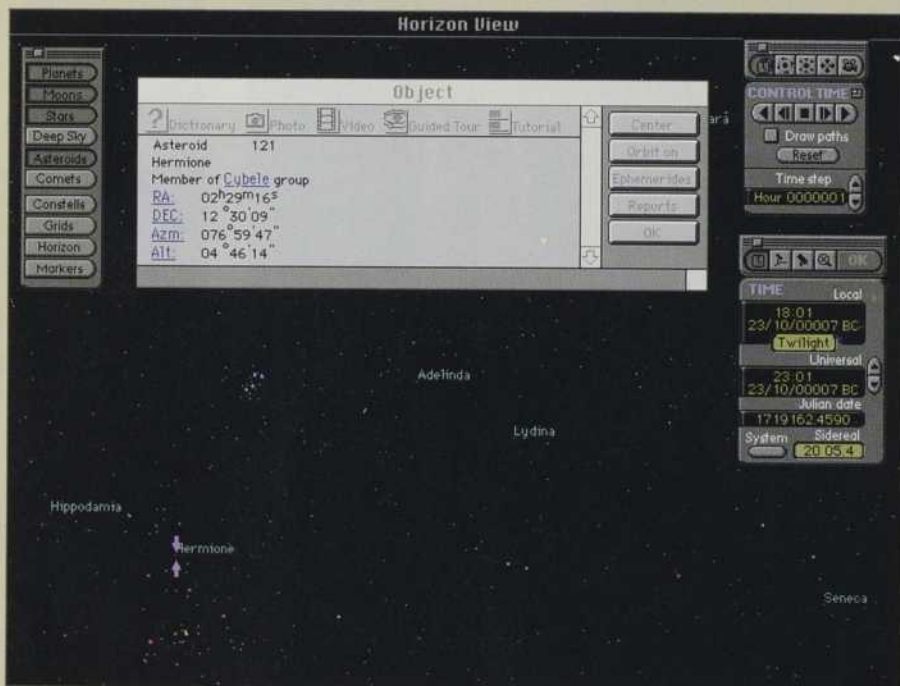 Horizon View
Planets
Moons
Stars
Deep Sky
Asteroids
Comets
Constells
Grids
Horizon
Markers
Object
? Dictionary Photo Video Guided Tour Tutorial
Asteroid 121
Hermione
Member of Cybele group
RA: 02h29m16s
DEC: 12°30'09"
Azm: 076°59'47"
Alt: 04°46'14"
Center
Orbit on
Ephemerides
Reports
OK
ará
CONTROL TIME
Draw paths
Reset
Time step
Hour 0000001
OK
TIME
Local
18:01
23/10/00007 BC
Twilight
Universal
23:01
23/10/00007 BC
Julian date
1719162.4590
System Sidereal
20 05.4
Adelinda
Lydina
Hippodamia
Hermione
Seneca